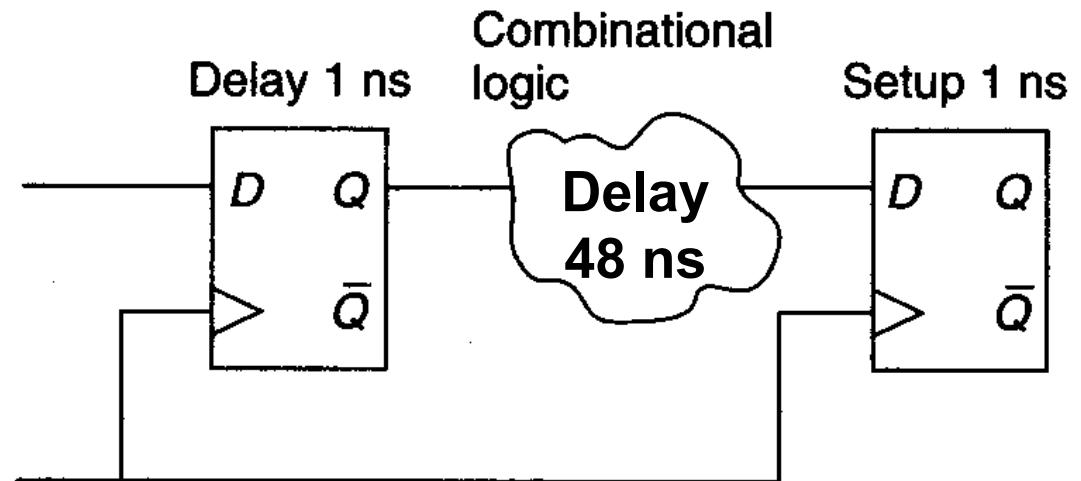 Combinational
logic
Delay 1 ns
Setup 1 ns
D Q
Q̅
Delay
48 ns
D Q
Q̅